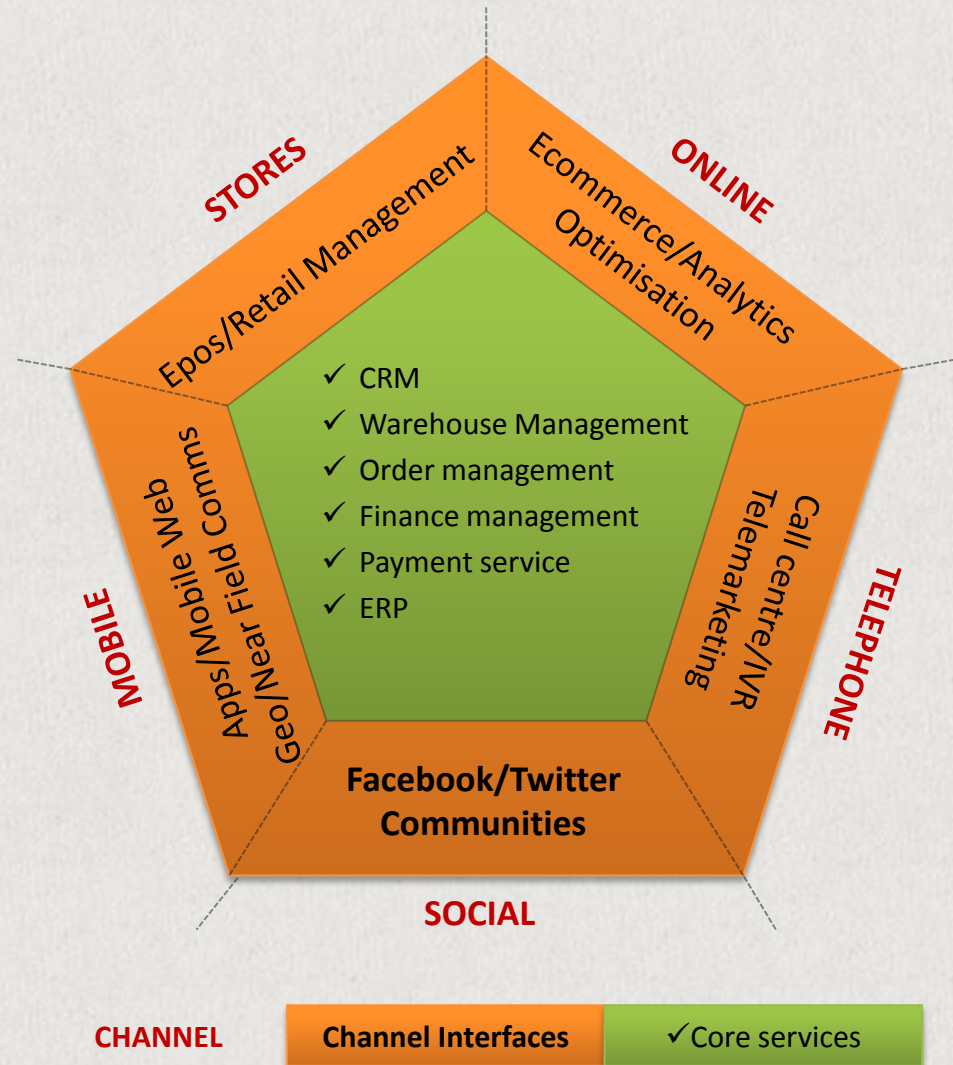 STORES
ONLINE
Epos/Retail Management
Ecommerce/Analytics
Optimisation
✓ CRM
✓ Warehouse Management
✓ Order management
✓ Finance management
✓ Payment service
✓ ERP
MOBILE
Apps/Mobile Web
Geo/Near Field Comms
Call centre/IVR
Telemarketing
TELEPHONE
Facebook/Twitter
Communities
SOCIAL
CHANNEL
Channel Interfaces
✓Core services